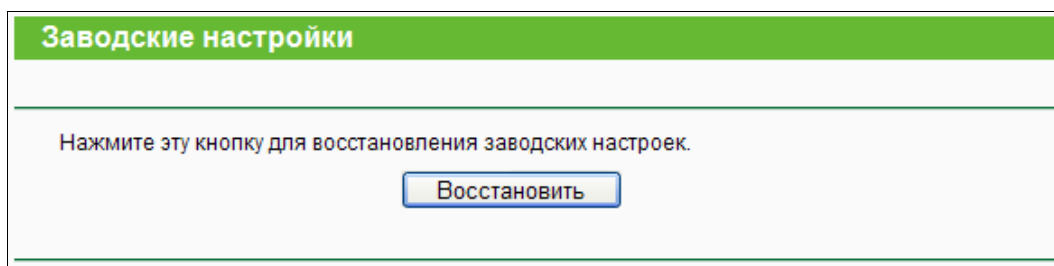 Заводские настройки
Нажмите эту кнопку для восстановления заводских настроек.
Восстановить